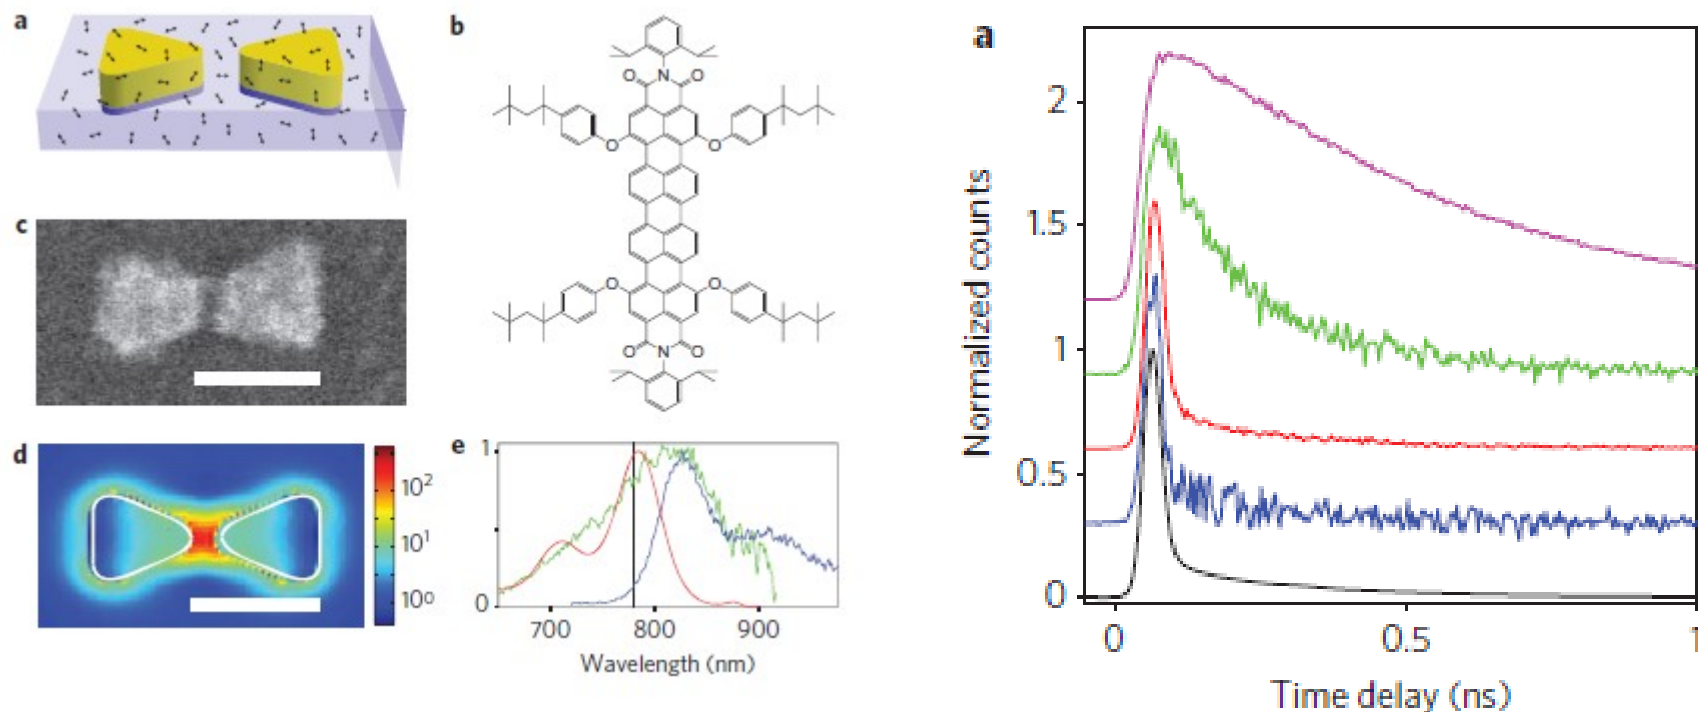 a
b
O N O
O O
O O
O N O
c
d
10²
10¹
10⁰
e
1
0
700 800 900
Wavelength (nm)
a
Normalized counts
2
1.5
1
0.5
0
0 0.5 1
Time delay (ns)